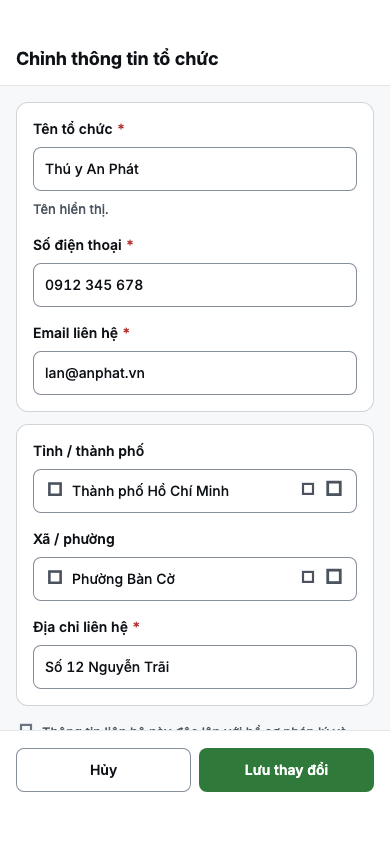 Chỉnh thông tin tổ chức
Tên tổ chức *
Thú y An Phát
Tên hiển thị.
Số điện thoại *
0912 345 678
Email liên hệ *
lan@anphat.vn
Tỉnh / thành phố
Thành phố Hồ Chí Minh
Xã / phường
Phường Bàn Cờ
Địa chỉ liên hệ *
Số 12 Nguyễn Trãi
Hủy
Lưu thay đổi